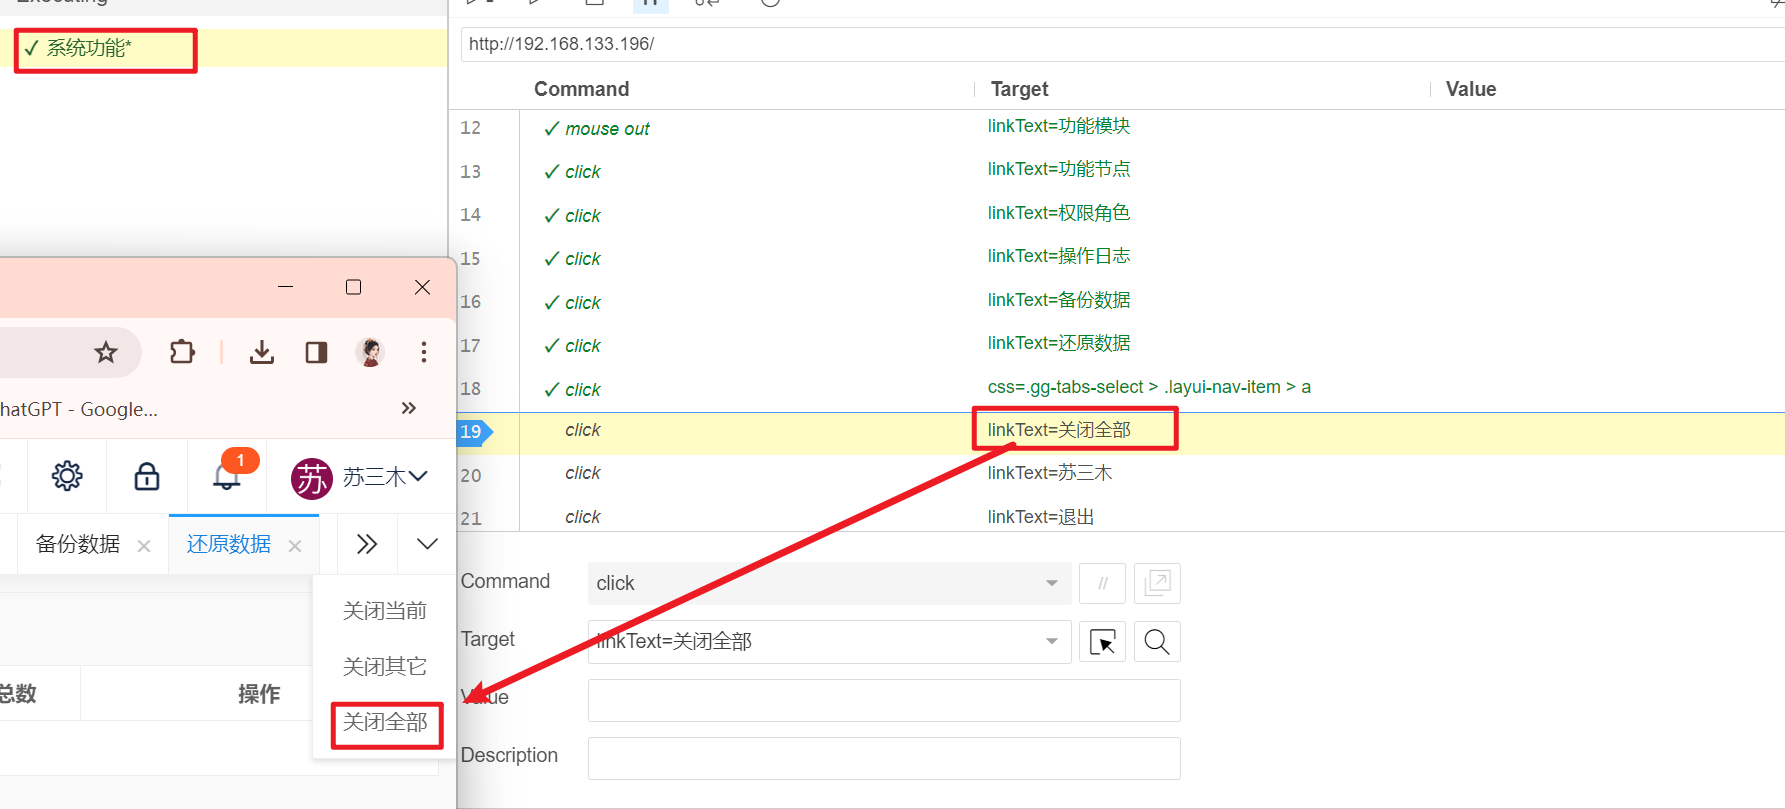 Executing
✓ 系统功能*
http://192.168.133.196/
Command Target Value
12 ✓ mouse out linkText=功能模块
13 ✓ click linkText=功能节点
14 ✓ click linkText=权限角色
15 ✓ click linkText=操作日志
16 ✓ click linkText=备份数据
17 ✓ click linkText=还原数据
18 ✓ click css=.gg-tabs-select > .layui-nav-item > a
19 click linkText=关闭全部
20 click linkText=苏三木
21 click linkText=退出
Command click //
Target linkText=关闭全部
Value
Description
hatGPT - Google...
1
苏 苏三木
备份数据 还原数据
关闭当前
关闭其它
关闭全部
总数 操作